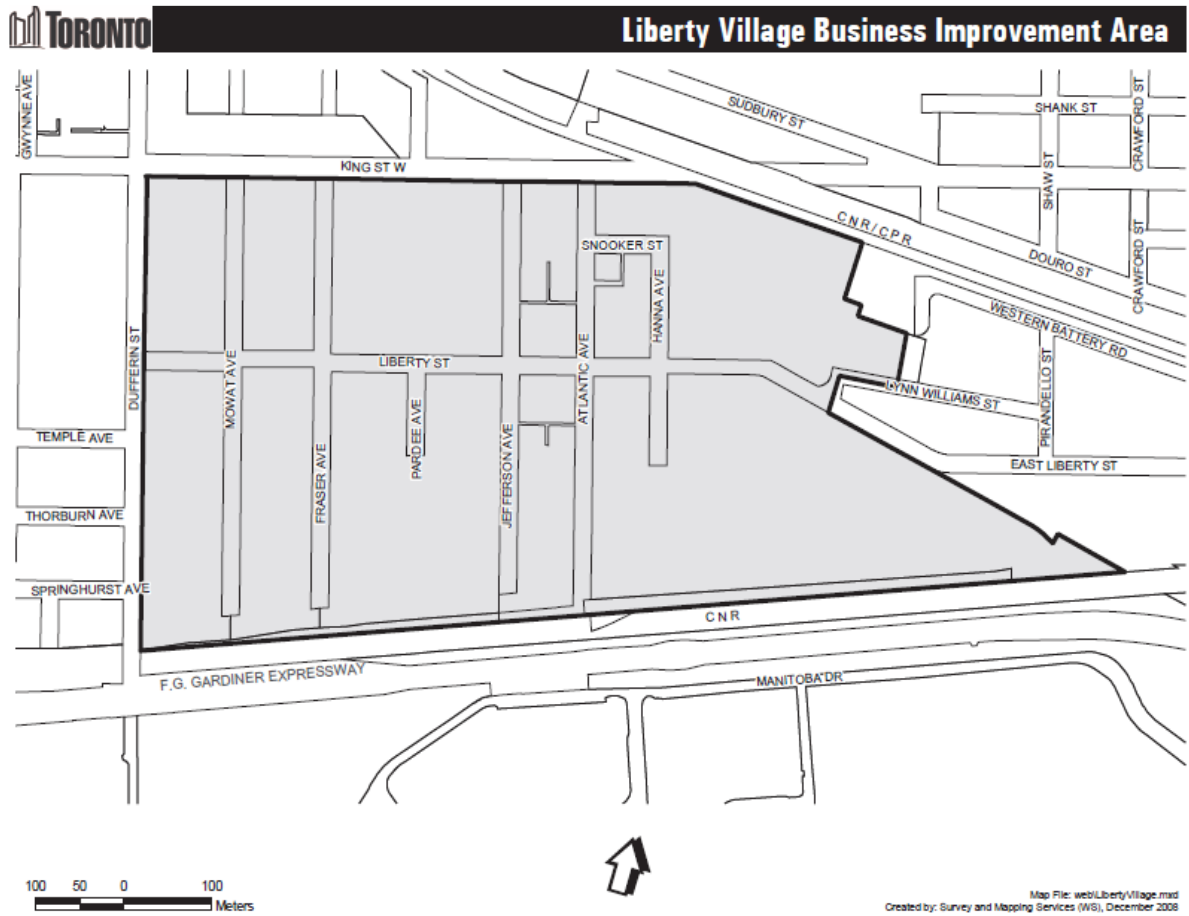 TORONTO
Liberty Village Business Improvement Area
GWYNNE AVE
SUDBURY ST
SHANK ST
CRAWFORD ST
KING ST W
SHAW ST
CNR/CPR
SNOOKER ST
DOURO ST
CRAWFORD ST
HANNA AVE
WESTERN BATTERY RD
DUFFERIN ST
LIBERTY ST
MOWAT AVE
ATLANTIC AVE
PARDEE AVE
LYNN WILLIAMS ST
PIRANDELLO ST
TEMPLE AVE
FRASER AVE
JEFFERSON AVE
EAST LIBERTY ST
THORBURN AVE
SPRINGHURST AVE
CNR
F.G. GARDINER EXPRESSWAY
MANITOBA DR
100 50 0 100
Meters
Map File: web\LibertyVillage.mxd
Created by: Survey and Mapping Services (WS), December 2008